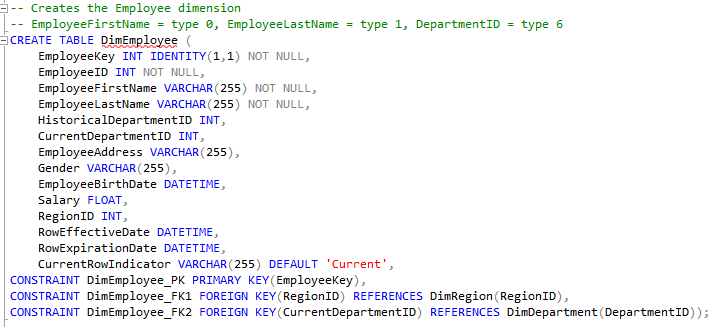 -- Creates the Employee dimension
-- EmployeeFirstName = type 0, EmployeeLastName = type 1, DepartmentID = type 6
CREATE TABLE DimEmployee (
    EmployeeKey INT IDENTITY(1,1) NOT NULL,
    EmployeeID INT NOT NULL,
    EmployeeFirstName VARCHAR(255) NOT NULL,
    EmployeeLastName VARCHAR(255) NOT NULL,
    HistoricalDepartmentID INT,
    CurrentDepartmentID INT,
    EmployeeAddress VARCHAR(255),
    Gender VARCHAR(255),
    EmployeeBirthDate DATETIME,
    Salary FLOAT,
    RegionID INT,
    RowEffectiveDate DATETIME,
    RowExpirationDate DATETIME,
    CurrentRowIndicator VARCHAR(255) DEFAULT 'Current',
CONSTRAINT DimEmployee_PK PRIMARY KEY(EmployeeKey),
CONSTRAINT DimEmployee_FK1 FOREIGN KEY(RegionID) REFERENCES DimRegion(RegionID),
CONSTRAINT DimEmployee_FK2 FOREIGN KEY(CurrentDepartmentID) REFERENCES DimDepartment(DepartmentID));